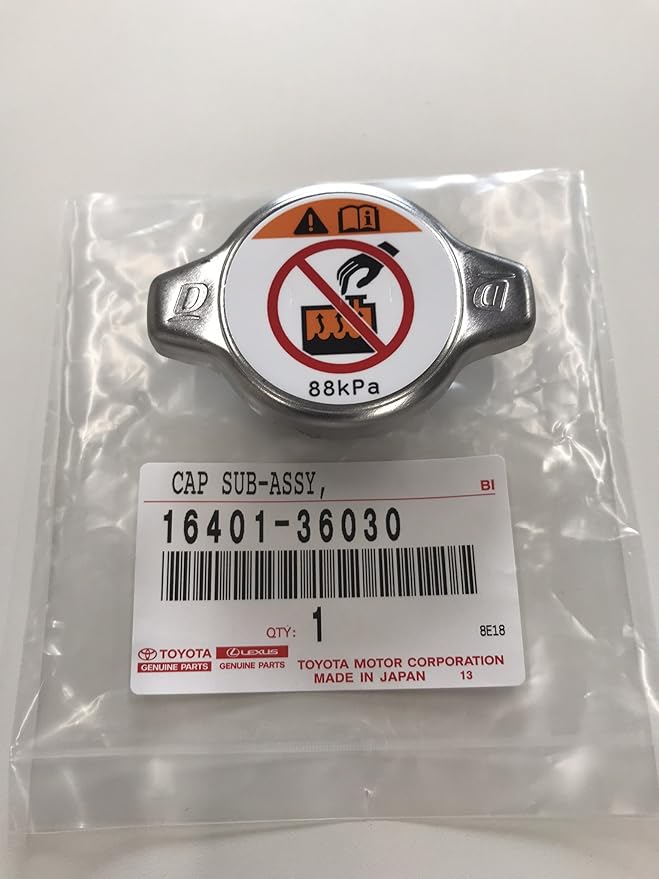 D
D
88kPa
CAP SUB-ASSY,
BI
16401-36030
QTY: 1
8E18
TOYOTA
GENUINE PARTS
LEXUS
GENUINE PARTS
TOYOTA MOTOR CORPORATION
MADE IN JAPAN 13